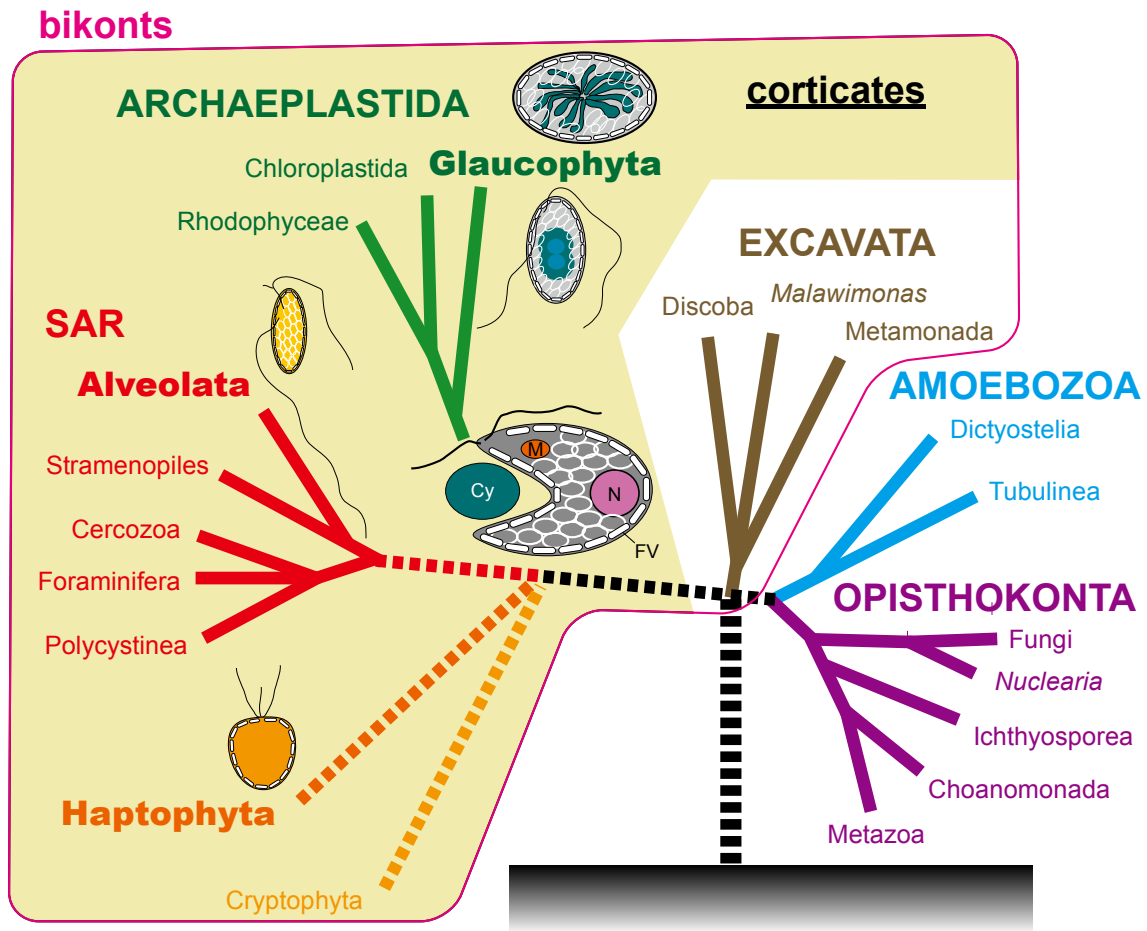 bikonts
ARCHAEPLASTIDA
corticates
Chloroplastida
Glaucophyta
Rhodophyceae
EXCAVATA
Malawimonas
Discoba
Metamonada
SAR
Alveolata
AMOEBOZOA
Dictyostelia
Stramenopiles
Tubulinea
M
Cy
N
Cercozoa
FV
Foraminifera
OPISTHOKONTA
Polycystinea
Fungi
Nuclearia
Ichthyosporea
Choanomonada
Haptophyta
Metazoa
Cryptophyta